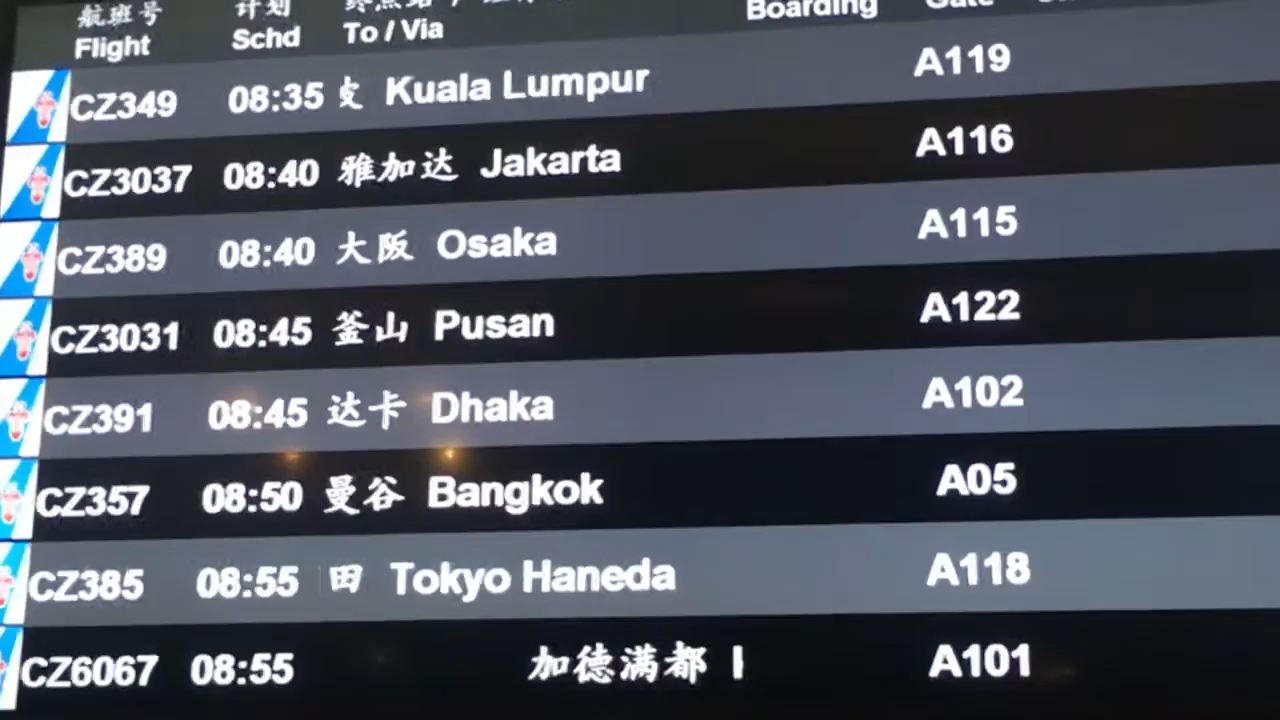 航班号 计划
Flight Schd To / Via Boarding
CZ349 08:35 Kuala Lumpur A119
CZ3037 08:40 雅加达 Jakarta A116
CZ389 08:40 大阪 Osaka A115
CZ3031 08:45 釜山 Pusan A122
CZ391 08:45 达卡 Dhaka A102
CZ357 08:50 曼谷 Bangkok A05
CZ385 08:55 田 Tokyo Haneda A118
CZ6067 08:55 加德满都 A101